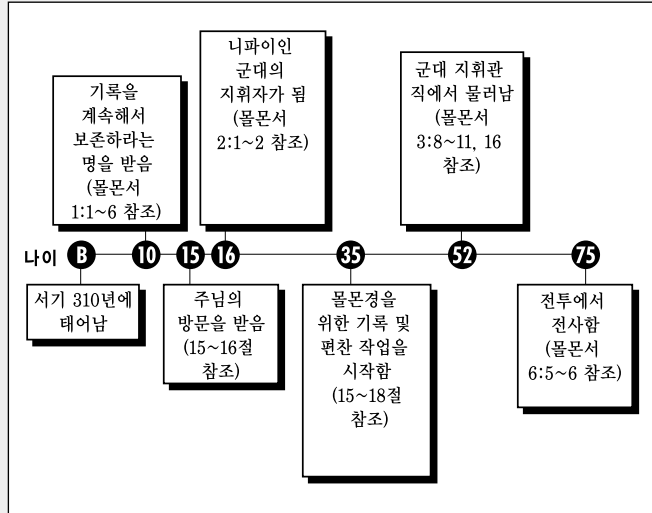 기록을
계속해서
보존하라는
명을 받음
(몰몬서
1:1~6 참조)
니파이인
군대의
지휘자가 됨
(몰몬서
2:1~2 참조)
군대 지휘관
직에서 물러남
(몰몬서
3:8~11, 16
참조)
나이 B 10 15 16 35 52 75
서기 310년에
태어남
주님의
방문을 받음
(15~16절
참조)
몰몬경을
위한 기록 및
편찬 작업을
시작함
(15~18절
참조)
전투에서
전사함
(몰몬서
6:5~6 참조)